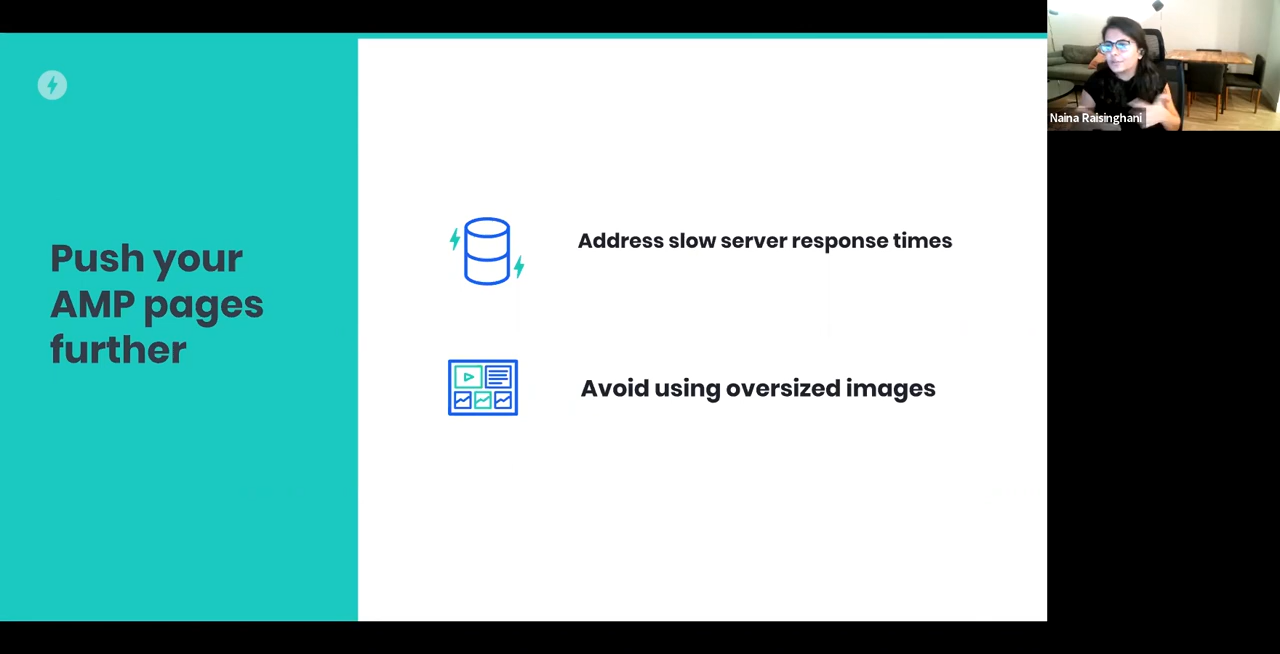 Push your
AMP pages
further
Address slow server response times
Avoid using oversized images
Naina Raisinghani